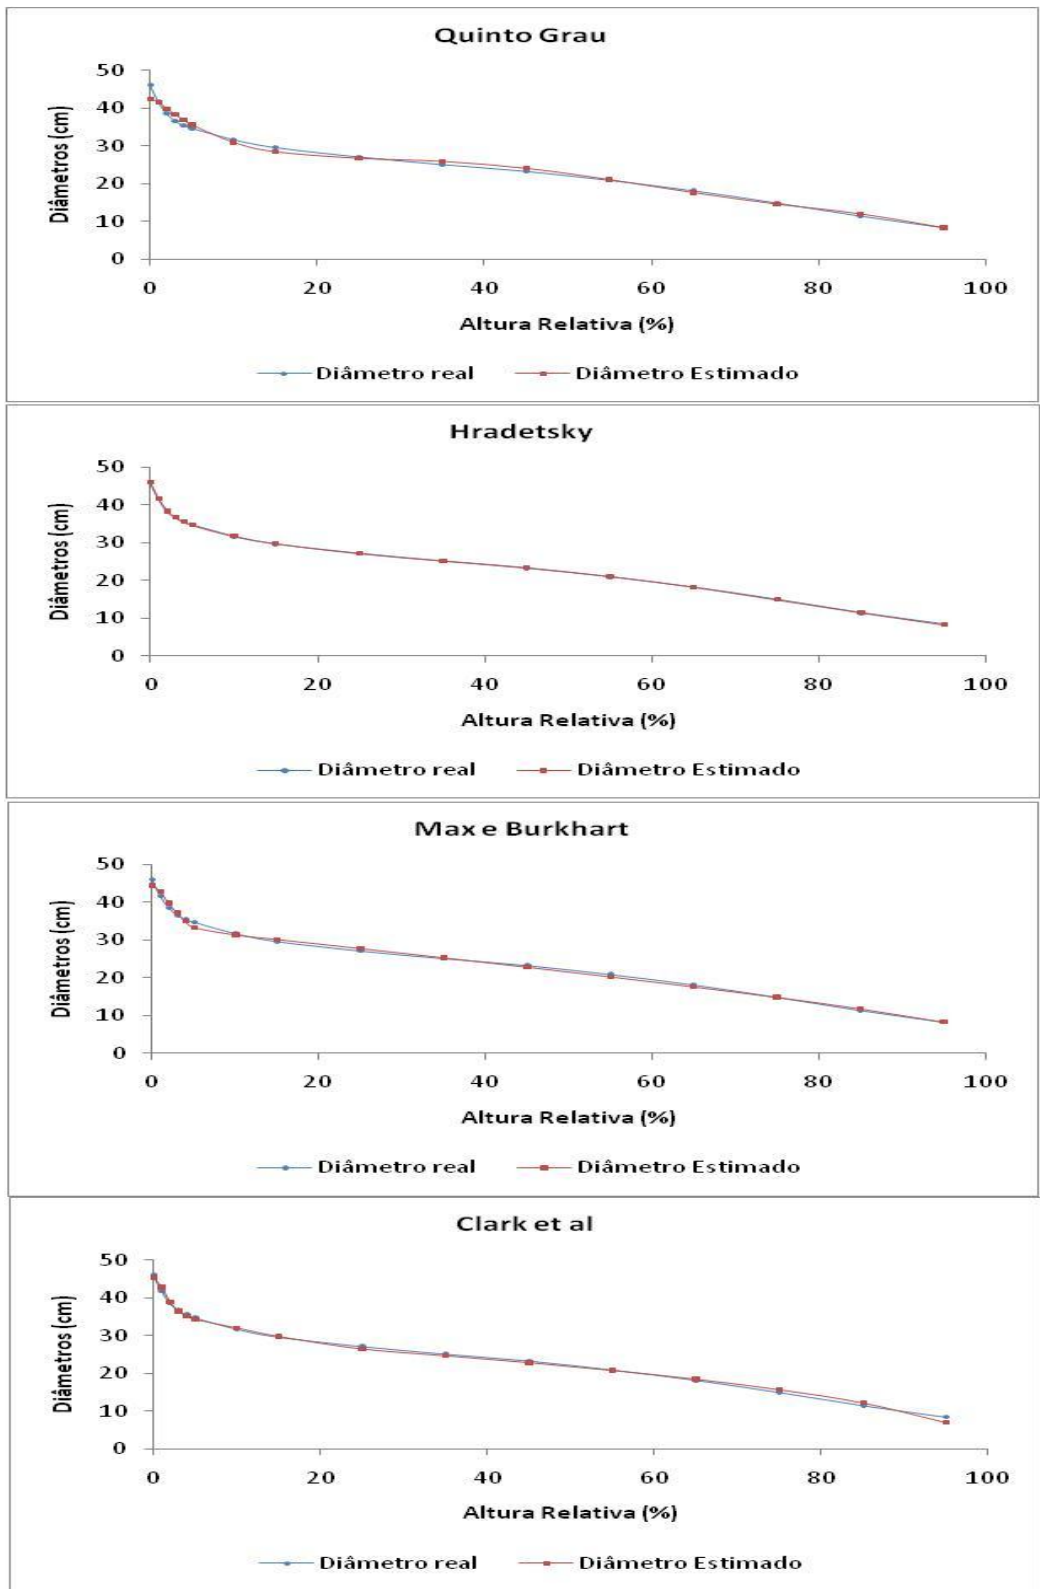 Quinto Grau
50
40
30
20
10
0
Diâmetros (cm)
0 20 40 60 80 100
Altura Relativa (%)
Diâmetro real Diâmetro Estimado
Hradetsky
50
40
30
20
10
0
Diâmetros (cm)
0 20 40 60 80 100
Altura Relativa (%)
Diâmetro real Diâmetro Estimado
Max e Burkhart
50
40
30
20
10
0
Diâmetros (cm)
0 20 40 60 80 100
Altura Relativa (%)
Diâmetro real Diâmetro Estimado
Clark et al
50
40
30
20
10
0
Diâmetros (cm)
0 20 40 60 80 100
Altura Relativa (%)
Diâmetro real Diâmetro Estimado